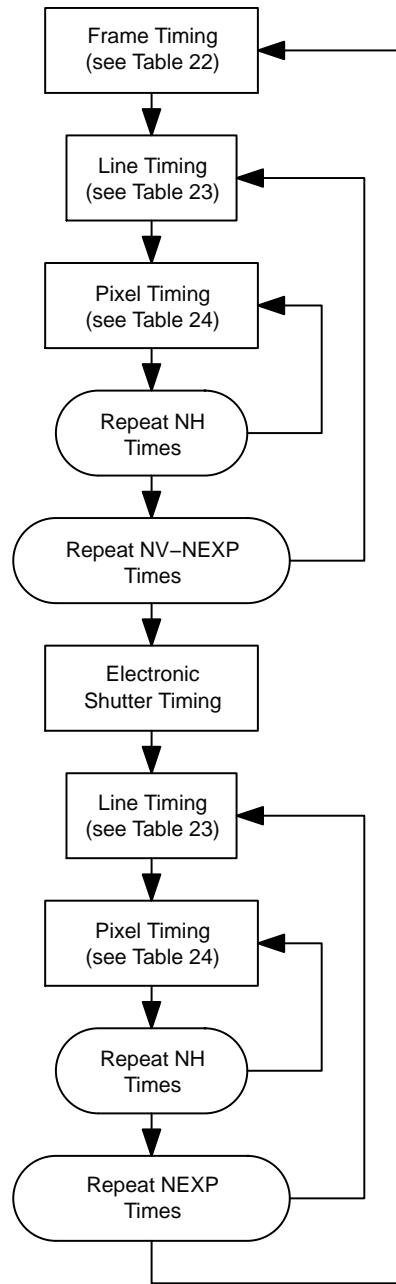 Frame Timing
(see Table 22)
Line Timing
(see Table 23)
Pixel Timing
(see Table 24)
Repeat NH
Times
Repeat NV−NEXP
Times
Electronic
Shutter Timing
Line Timing
(see Table 23)
Pixel Timing
(see Table 24)
Repeat NH
Times
Repeat NEXP
Times